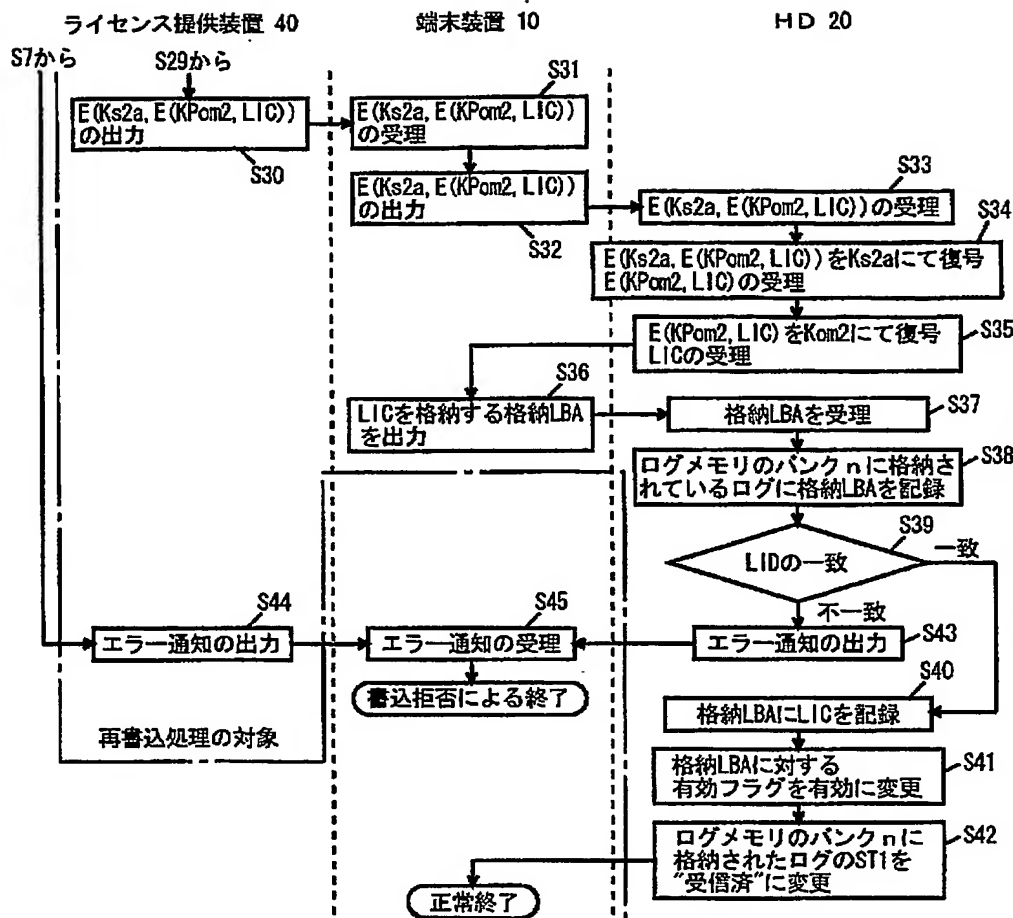 ライセンス提供装置 40
端末装置 10
HD 20
S7から
S29から
E(Ks2a, E(KPom2, LIC))
の出力
S30
S31
E(Ks2a, E(KPom2, LIC))
の受理
E(Ks2a, E(KPom2, LIC))
の出力
S32
S33
E(Ks2a, E(KPom2, LIC))の受理
S34
E(Ks2a, E(KPom2, LIC))をKs2aにて復号
E(KPom2, LIC)の受理
E(KPom2, LIC)をKom2にて復号
LICの受理
S35
S36
LICを格納する格納LBA
を出力
格納LBAを受理
S37
ログメモリのバンクnに格納さ
れているログに格納LBAを記録
S38
S39
LIDの一致
一致
不一致
S44
エラー通知の出力
S45
エラー通知の受理
エラー通知の出力
S43
書込拒否による終了
S40
格納LBAにLICを記録
再書込処理の対象
格納LBAに対する
有効フラグを有効に変更
S41
ログメモリのバンクnに
格納されたログのST1を
"受信済"に変更
S42
正常終了